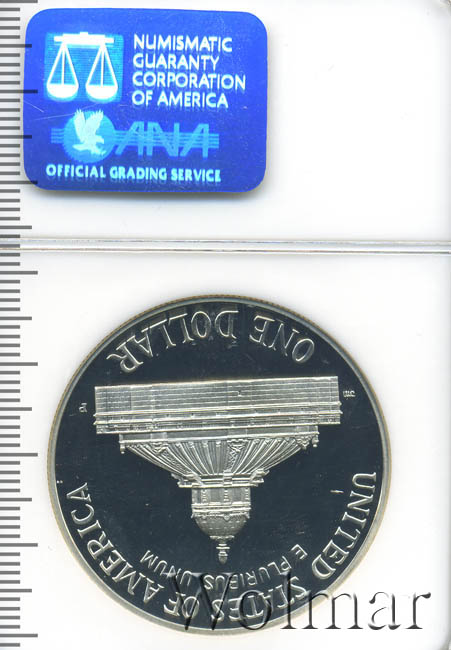 NUMISMATIC
GUARANTY
CORPORATION
OF AMERICA
ANA
OFFICIAL GRADING SERVICE
UNITED STATES OF AMERICA
E PLURIBUS UNUM
ONE DOLLAR
Wolmar